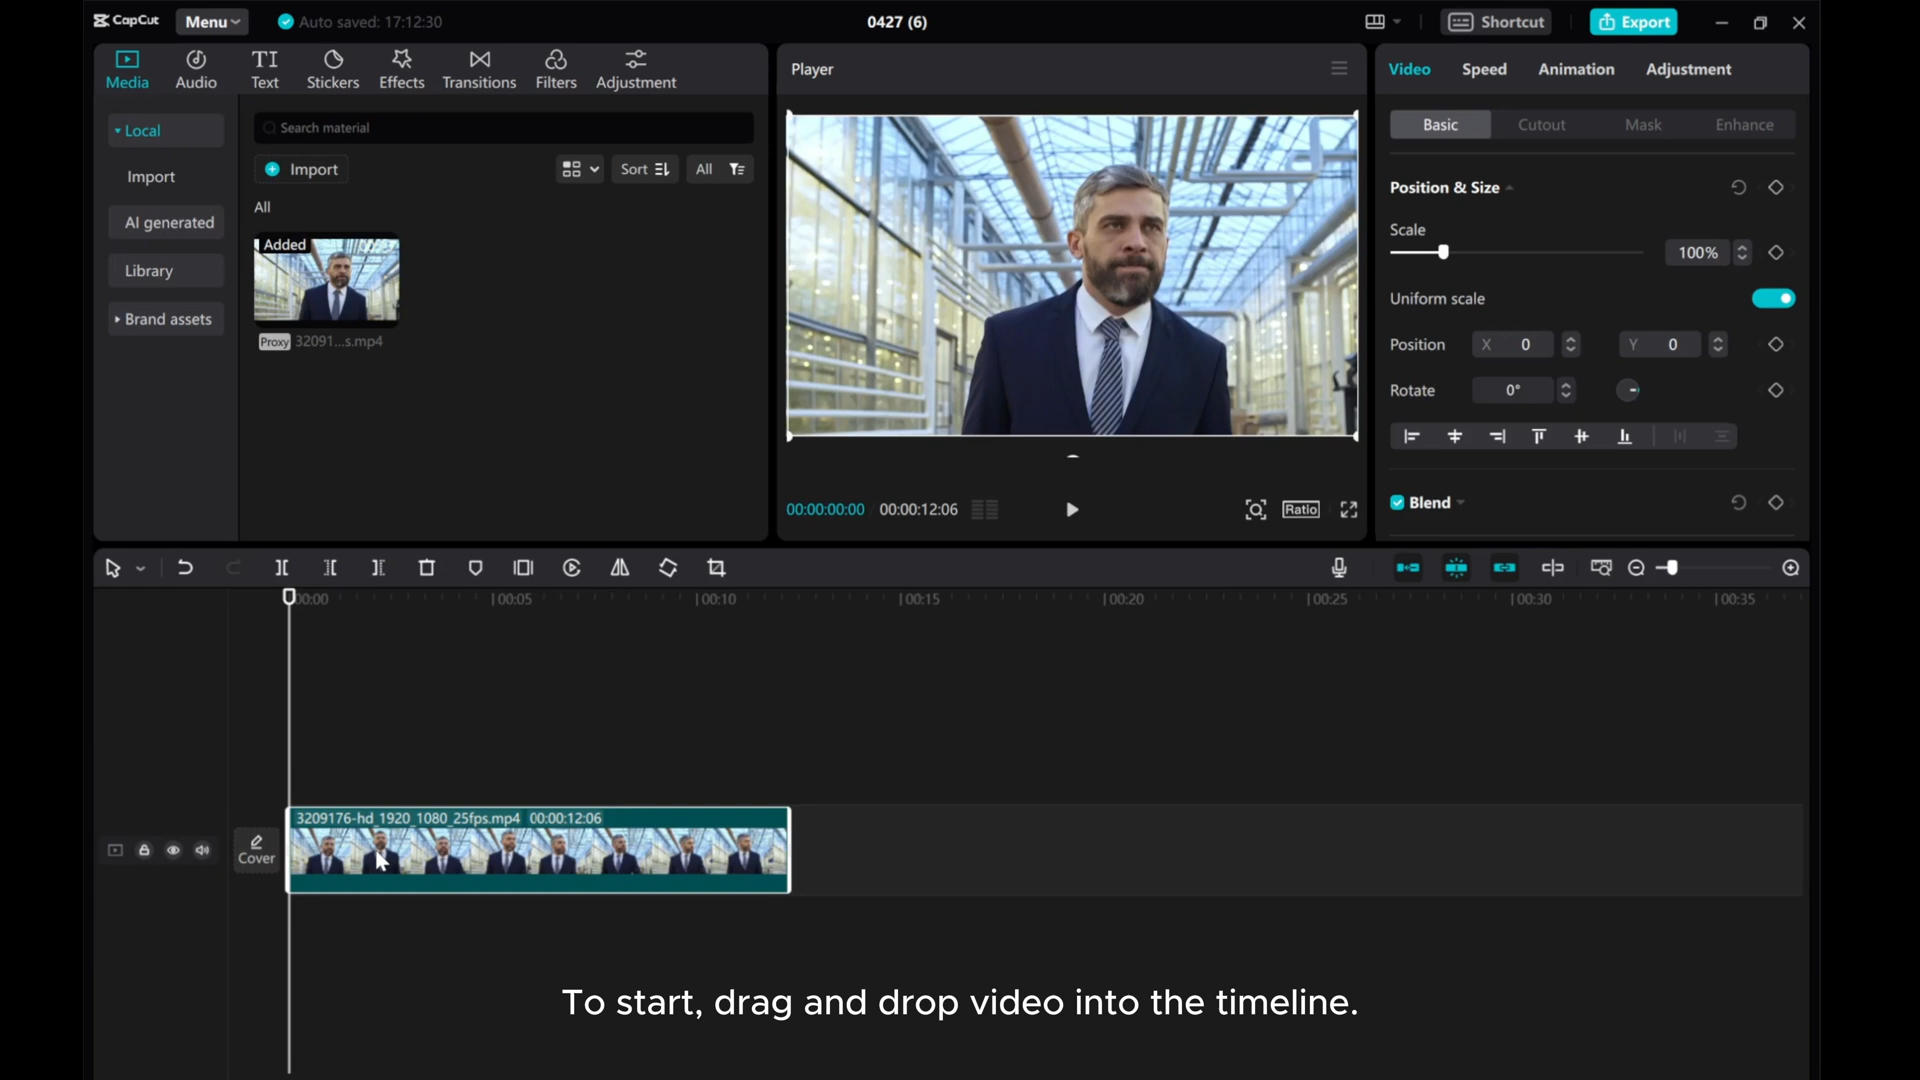 CapCut Menu Auto saved: 17:12:30 0427 (6) Shortcut Export
Media Audio Text Stickers Effects Transitions Filters Adjustment
Local
Import
AI generated
Library
Brand assets
Search material
Import Sort All
All
Added
Proxy 32091...s.mp4
Player
00:00:00:00 00:00:12:06 Ratio
Video Speed Animation Adjustment
Basic Cutout Mask Enhance
Position & Size
Scale
100%
Uniform scale
Position X 0 Y 0
Rotate 0°
Blend
00:00 00:05 00:10 00:15 00:20 00:25 00:30 00:35
3209176-hd_1920_1080_25fps.mp4 00:00:12:06
Cover
To start, drag and drop video into the timeline.